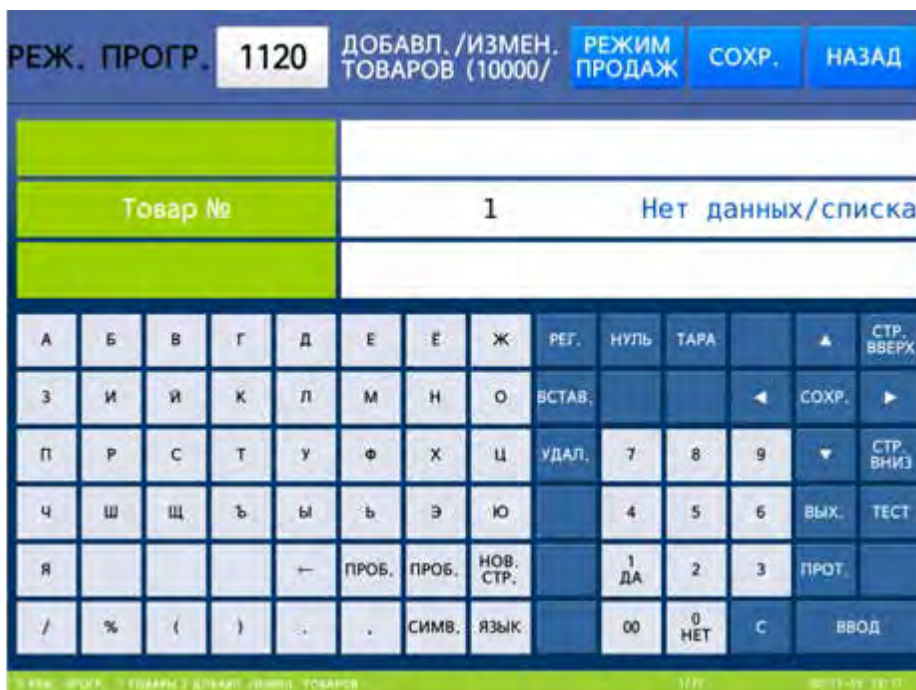 РЕЖ. ПРОГР. 1120 ДОБАВЛ./ИЗМЕН. ТОВАРОВ (10000/ РЕЖИМ ПРОДАЖ СОХР. НАЗАД
Товар № 1 Нет данных/списка
А Б В Г Д Е Ё Ж РЕГ. НУЛЬ ТАРА ▲ СТР. ВВЕРХ
З И Й К Л М Н О ВСТАВ. ◄ СОХР. ►
П Р С Т У Ф Х Ц УДАЛ. 7 8 9 ▼ СТР. ВНИЗ
Ч Ш Щ Ъ Ы Ь Э Ю 4 5 6 ВЫХ. ТЕСТ
Я ← ПРОБ. ПРОБ. НОВ. СТР. 1 ДА 2 3 ПРОТ.
/ % ( ) . , СИМВ. ЯЗЫК 00 0 НЕТ С ВВОД